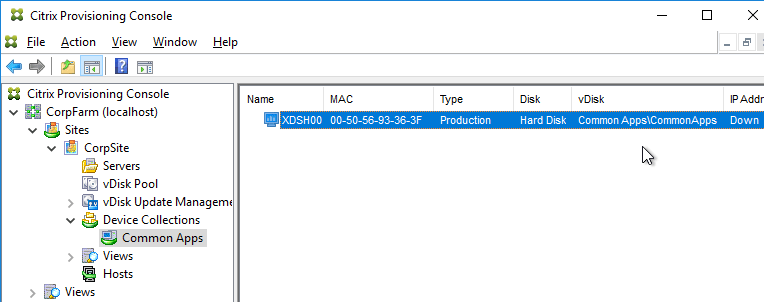 Citrix Provisioning Console
File Action View Window Help
Citrix Provisioning Console
CorpFarm (localhost)
Sites
CorpSite
Servers
vDisk Pool
vDisk Update Manageme
Device Collections
Common Apps
Views
Hosts
Views
Name MAC Type Disk vDisk IP Addr
XDSH00 00-50-56-93-36-3F Production Hard Disk Common Apps\CommonApps Down